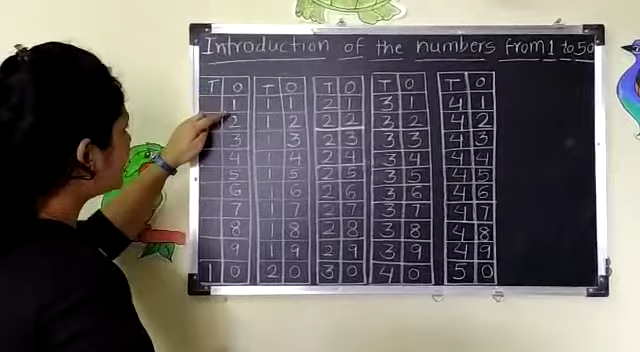 Introduction of the numbers from 1 to 50
T O T O T O T O T O
1 1 1 2 1 3 1 4 1
2 1 2 2 2 3 2 4 2
3 1 3 2 3 3 3 4 3
4 1 4 2 4 3 4 4 4
5 1 5 2 5 3 5 4 5
6 1 6 2 6 3 6 4 6
7 1 7 2 7 3 7 4 7
8 1 8 2 8 3 8 4 8
9 1 9 2 9 3 9 4 9
1 0 2 0 3 0 4 0 5 0